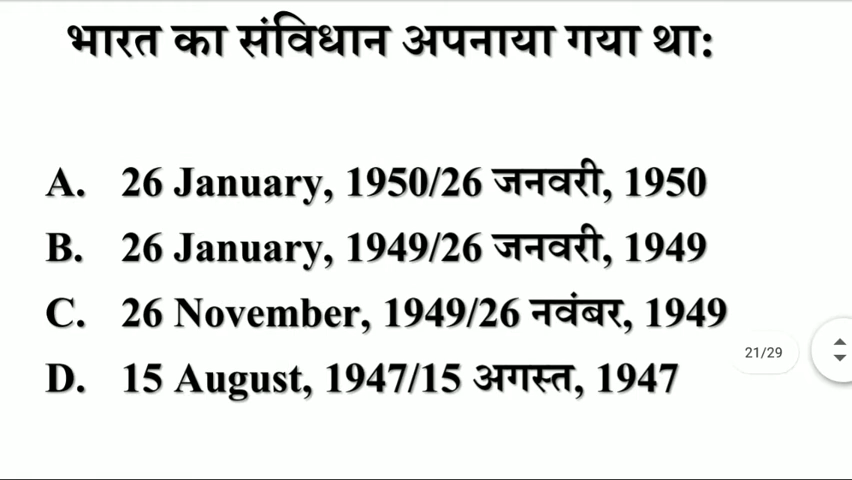 भारत का संविधान अपनाया गया था:
A. 26 January, 1950/26 जनवरी, 1950
B. 26 January, 1949/26 जनवरी, 1949
C. 26 November, 1949/26 नवंबर, 1949
21/29
D. 15 August, 1947/15 अगस्त, 1947